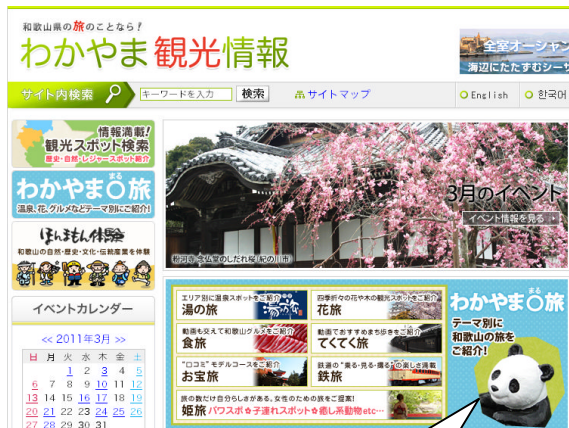 和歌山県の旅のことなら!
わかやま観光情報
全室オーシャン
海辺にたたずむシーサ
サイト内検索
キーワードを入力
検索
サイトマップ
English
한국어
情報満載!
観光スポット検索
歴史・自然・レジャースポット紹介
わかやま○旅
まる
温泉、花、グルメなどテーマ別にご紹介!
ほんまもん体験
和歌山の自然・歴史・文化・伝統産業を体験
イベントカレンダー
<< 2011年3月 >>
日 月 火 水 木 金 土
1 2 3 4 5
6 7 8 9 10 11 12
13 14 15 16 17 18 19
20 21 22 23 24 25 26
27 28 29 30 31
3月のイベント
イベント情報を見る
粉河寺 念仏堂のしだれ桜（紀の川市）
エリア別に温泉スポットをご紹介
湯の旅
四季折々の花や木の観光スポットをご紹介
花旅
動画も交えて和歌山グルメをご紹介
食旅
動画でおすすめまち歩きをご紹介
てくてく旅
"口コミ"モデルコースをご紹介
お宝旅
鉄道の"乗る・見る・撮る"の楽しさ満載
鉄旅
旅の数だけ自分らしさがある、女性のための旅をご提案!
姫旅 パワスポ✿子連れスポット✿癒し系動物etc…
わかやま○旅
まる
テーマ別に
和歌山の旅を
ご紹介!